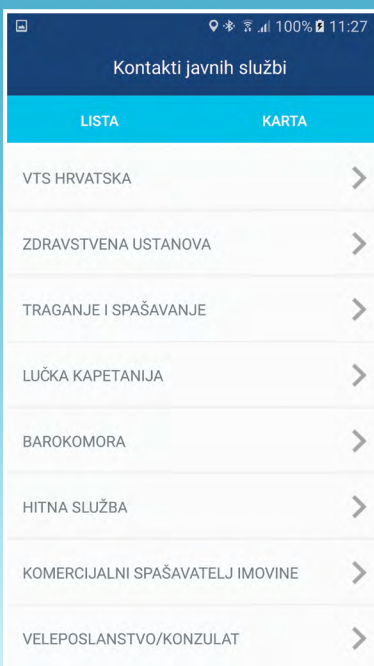 100% 11:27
Kontakti javnih službi
LISTA KARTA
VTS HRVATSKA
ZDRAVSTVENA USTANOVA
TRAGANJE I SPAŠAVANJE
LUČKA KAPETANIJA
BAROKOMORA
HITNA SLUŽBA
KOMERCIJALNI SPAŠAVATELJ IMOVINE
VELEPOSLANSTVO/KONZULAT